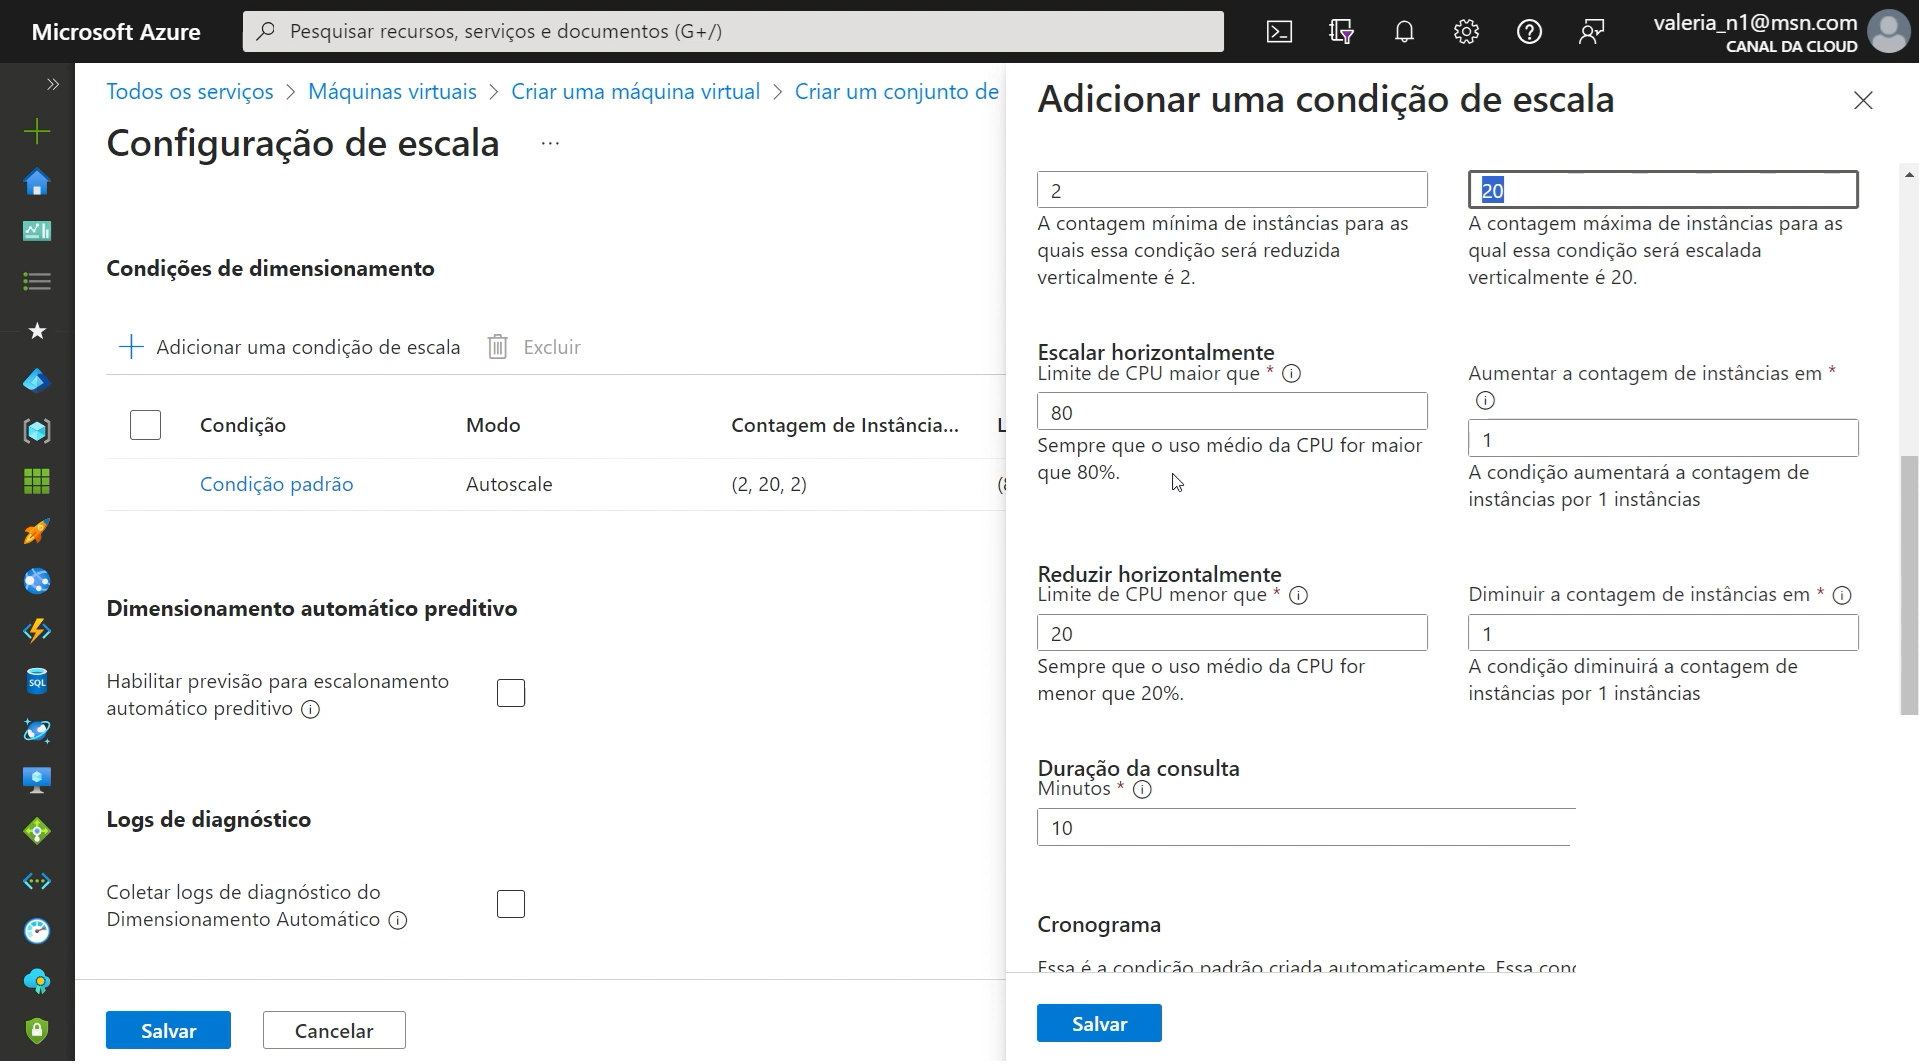 Microsoft Azure
Pesquisar recursos, serviços e documentos (G+/)
valeria_n1@msn.com
CANAL DA CLOUD
Todos os serviços > Máquinas virtuais > Criar uma máquina virtual > Criar um conjunto de
Configuração de escala ...
Condições de dimensionamento
Adicionar uma condição de escala
Excluir
Condição Modo Contagem de Instância... L
Condição padrão Autoscale (2, 20, 2)
Dimensionamento automático preditivo
Habilitar previsão para escalonamento
automático preditivo
Logs de diagnóstico
Coletar logs de diagnóstico do
Dimensionamento Automático
Salvar
Cancelar
Adicionar uma condição de escala
2
A contagem mínima de instâncias para as
quais essa condição será reduzida
verticalmente é 2.
20
A contagem máxima de instâncias para as
qual essa condição será escalada
verticalmente é 20.
Escalar horizontalmente
Limite de CPU maior que *
80
Sempre que o uso médio da CPU for maior
que 80%.
Aumentar a contagem de instâncias em *
1
A condição aumentará a contagem de
instâncias por 1 instâncias
Reduzir horizontalmente
Limite de CPU menor que *
20
Sempre que o uso médio da CPU for
menor que 20%.
Diminuir a contagem de instâncias em *
1
A condição diminuirá a contagem de
instâncias por 1 instâncias
Duração da consulta
Minutos *
10
Cronograma
Essa é a condição padrão criada automaticamente. Essa con
Salvar
SQL